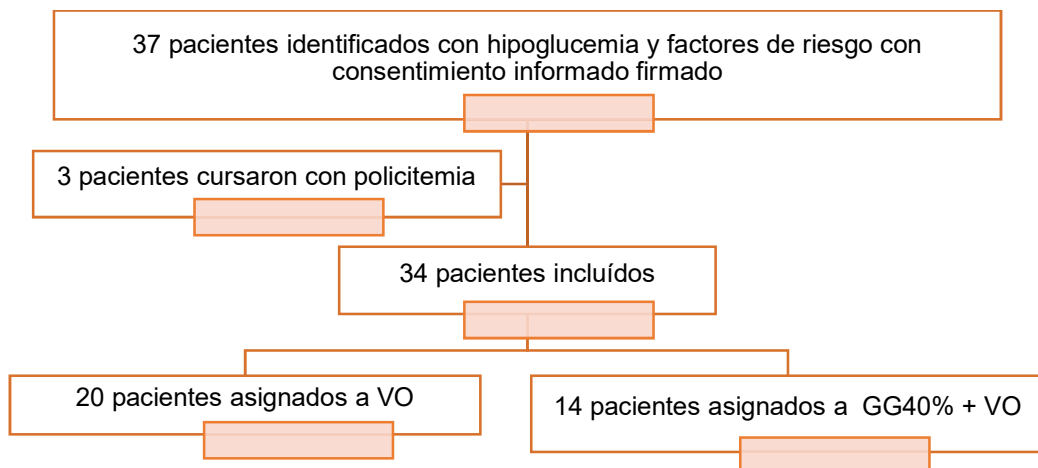 37 pacientes identificados con hipoglucemia y factores de riesgo con
consentimiento informado firmado
3 pacientes cursaron con policitemia
34 pacientes incluídos
20 pacientes asignados a VO
14 pacientes asignados a GG40% + VO